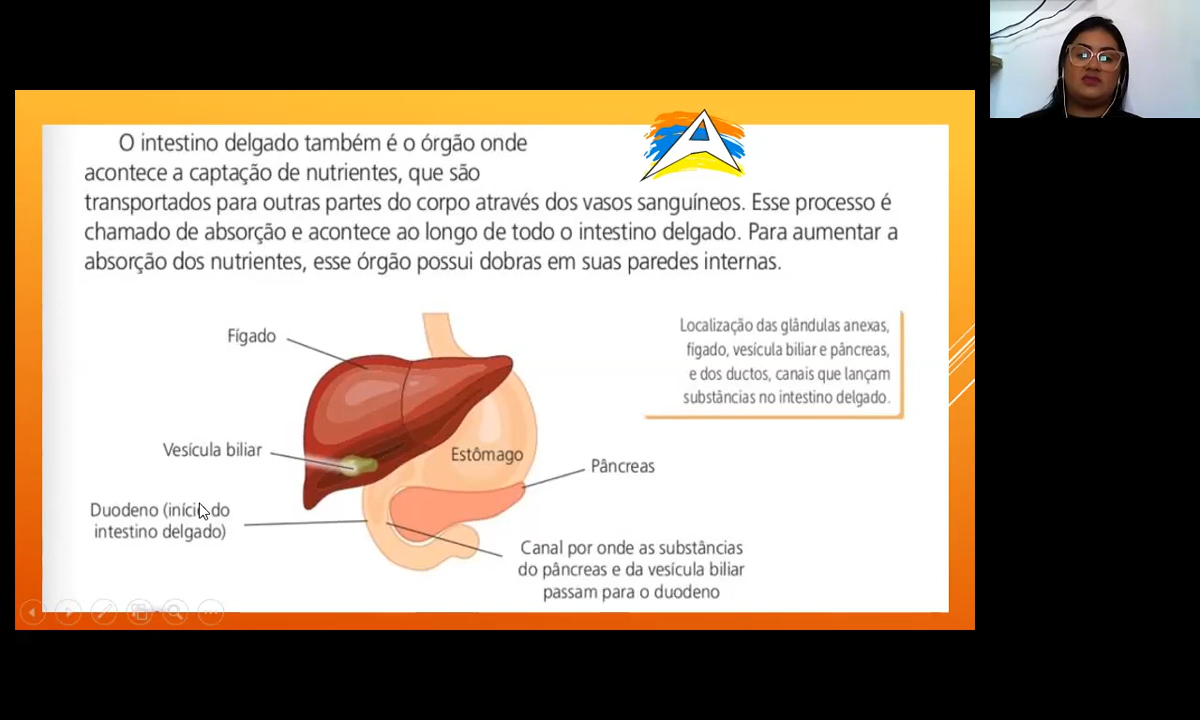 O intestino delgado também é o órgão onde
acontece a captação de nutrientes, que são
transportados para outras partes do corpo através dos vasos sanguíneos. Esse processo é
chamado de absorção e acontece ao longo de todo o intestino delgado. Para aumentar a
absorção dos nutrientes, esse órgão possui dobras em suas paredes internas.
Localização das glândulas anexas,
fígado, vesícula biliar e pâncreas,
e dos ductos, canais que lançam
substâncias no intestino delgado.
Fígado
Vesícula biliar
Estômago
Pâncreas
Duodeno (início do
intestino delgado)
Canal por onde as substâncias
do pâncreas e da vesícula biliar
passam para o duodeno